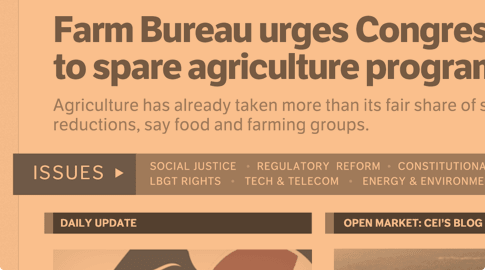 Farm Bureau urges Congres
to spare agriculture program
Agriculture has already taken more than its fair share of s
reductions, say food and farming groups.
ISSUES
SOCIAL JUSTICE • REGULATORY REFORM • CONSTITUTIONA
LBGT RIGHTS • TECH & TELECOM • ENERGY & ENVIRONME
DAILY UPDATE
OPEN MARKET: CEI'S BLOG